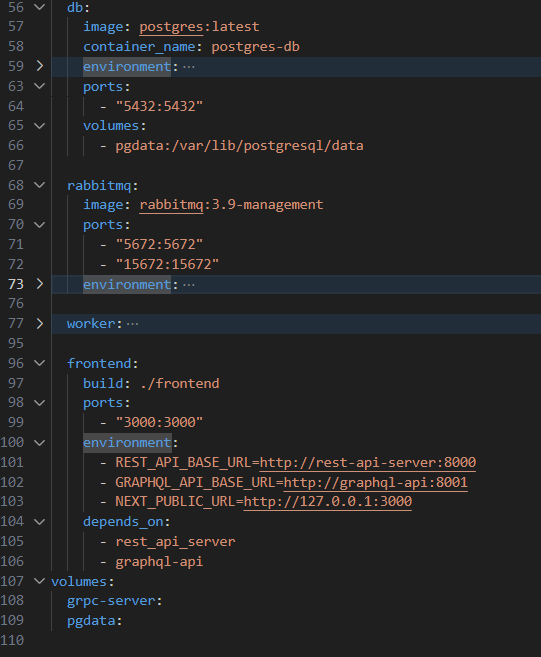 56 db:
57 image: postgres:latest
58 container_name: postgres-db
59 environment: ...
63 ports:
64 - "5432:5432"
65 volumes:
66 - pgdata:/var/lib/postgresql/data
67
68 rabbitmq:
69 image: rabbitmq:3.9-management
70 ports:
71 - "5672:5672"
72 - "15672:15672"
73 environment: ...
76
77 worker: ...
95
96 frontend:
97 build: ./frontend
98 ports:
99 - "3000:3000"
100 environment:
101 - REST_API_BASE_URL=http://rest-api-server:8000
102 - GRAPHQL_API_BASE_URL=http://graphql-api:8001
103 - NEXT_PUBLIC_URL=http://127.0.0.1:3000
104 depends_on:
105 - rest_api_server
106 - graphql-api
107 volumes:
108 grpc-server:
109 pgdata:
110